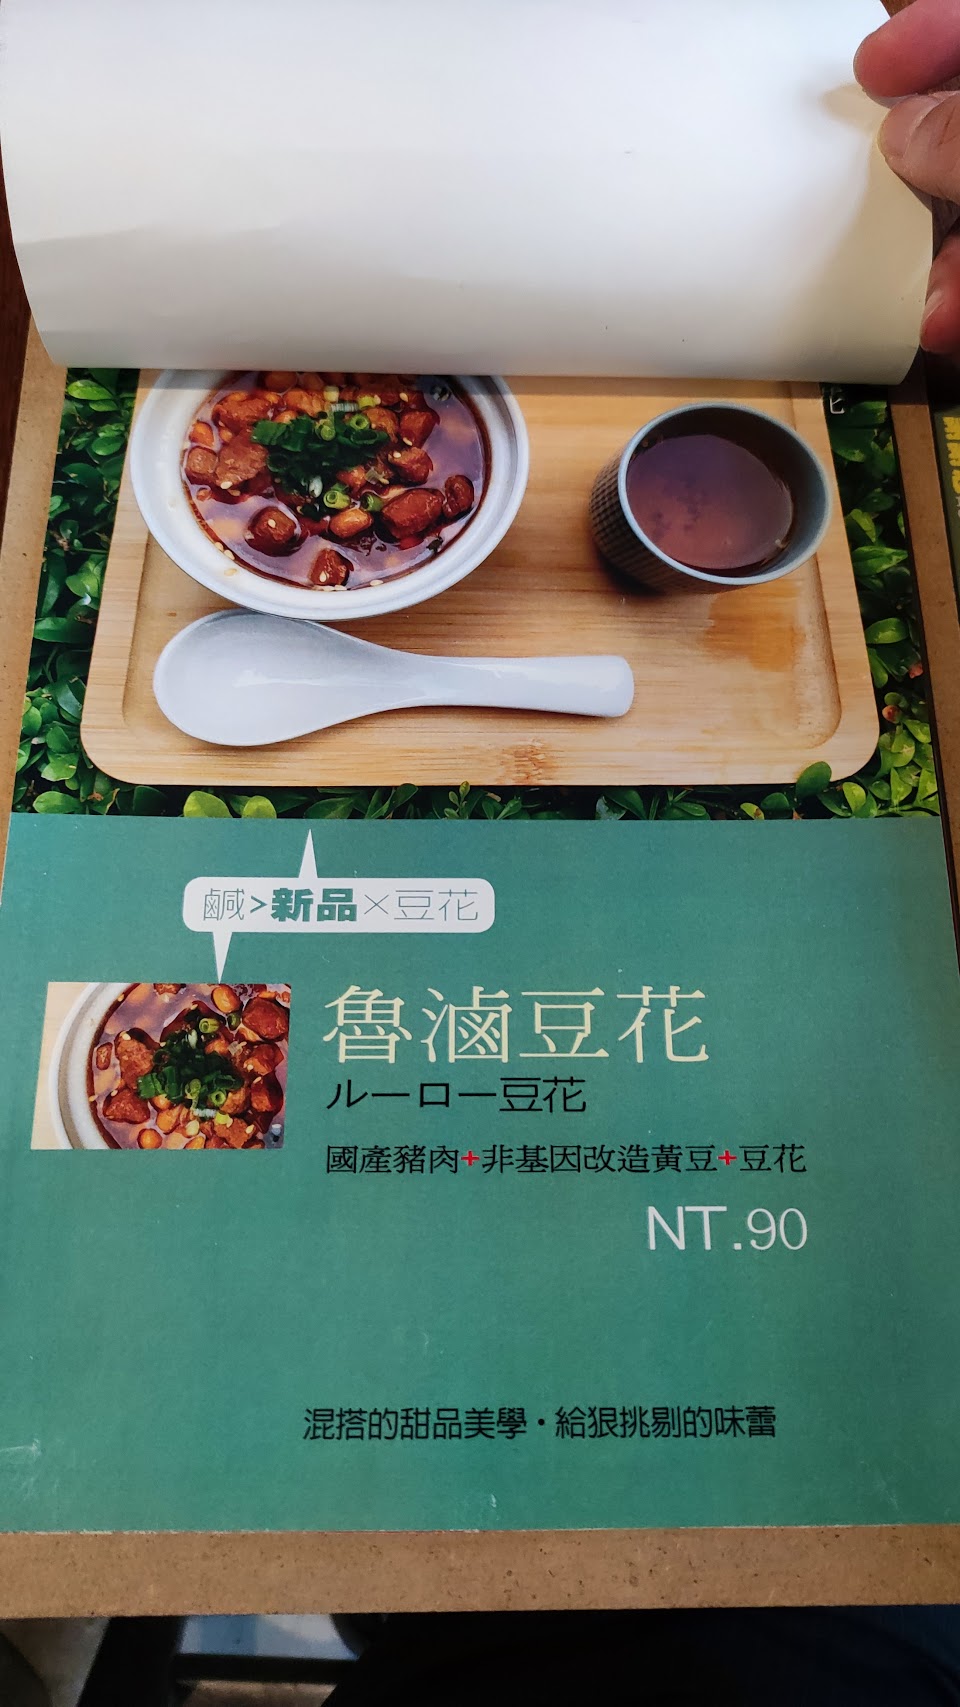 花
鹹>新品×豆花
魯滷豆花
ルーロー豆花
國產豬肉+非基因改造黃豆+豆花
NT.90
混搭的甜品美學・給狠挑剔的味蕾